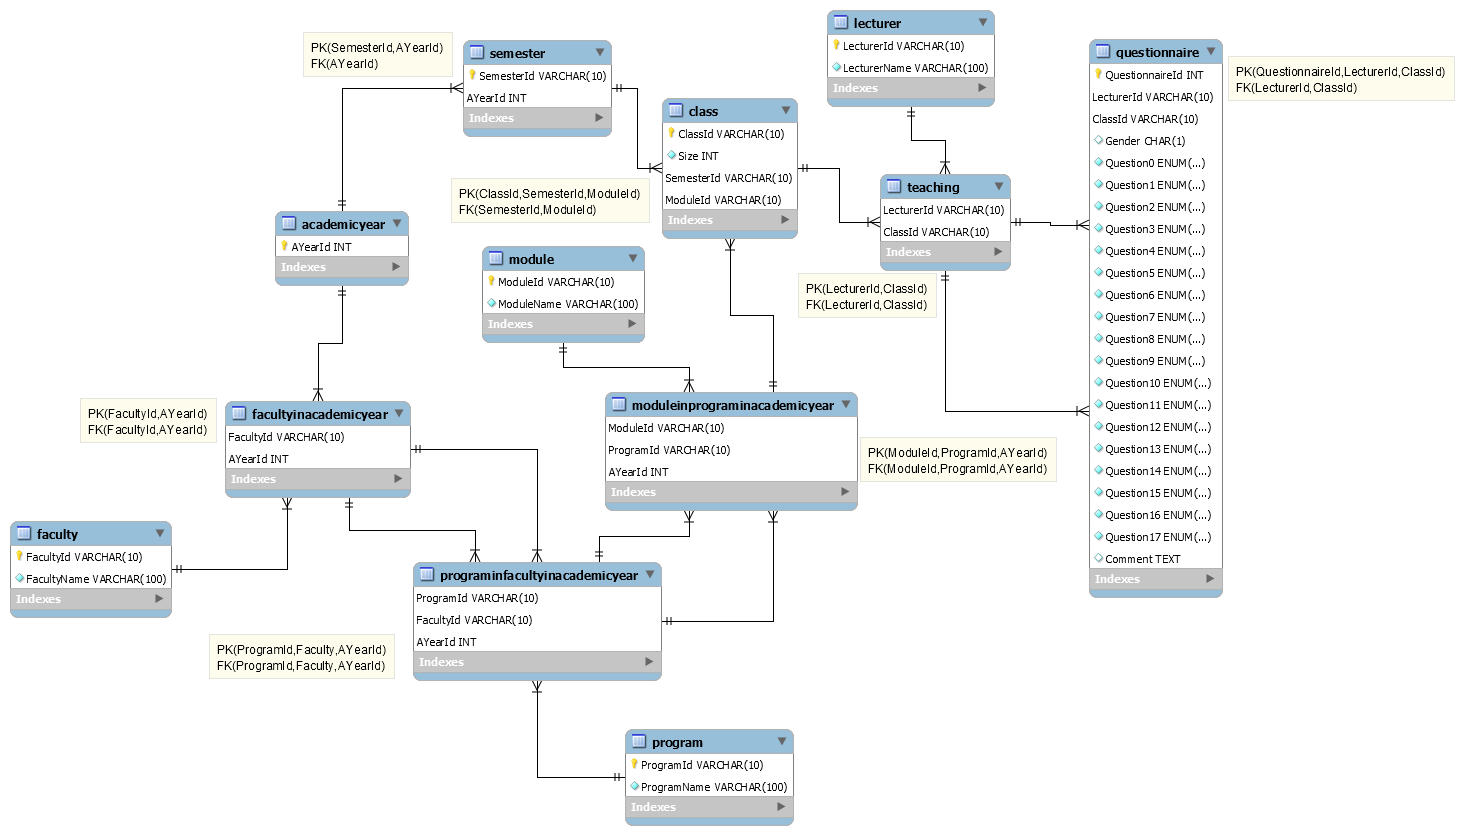 PK(SemesterId,AYearId)
FK(AYearId)
semester
SemesterId VARCHAR(10)
AYearId INT
Indexes
lecturer
LecturerId VARCHAR(10)
LecturerName VARCHAR(100)
Indexes
questionnaire
QuestionnaireId INT
LecturerId VARCHAR(10)
ClassId VARCHAR(10)
Gender CHAR(1)
Question0 ENUM(...)
Question1 ENUM(...)
Question2 ENUM(...)
Question3 ENUM(...)
Question4 ENUM(...)
Question5 ENUM(...)
Question6 ENUM(...)
Question7 ENUM(...)
Question8 ENUM(...)
Question9 ENUM(...)
Question10 ENUM(...)
Question11 ENUM(...)
Question12 ENUM(...)
Question13 ENUM(...)
Question14 ENUM(...)
Question15 ENUM(...)
Question16 ENUM(...)
Question17 ENUM(...)
Comment TEXT
Indexes
PK(QuestionnaireId,LecturerId,ClassId)
FK(LecturerId,ClassId)
class
ClassId VARCHAR(10)
Size INT
SemesterId VARCHAR(10)
ModuleId VARCHAR(10)
Indexes
PK(ClassId,SemesterId,ModuleId)
FK(SemesterId,ModuleId)
teaching
LecturerId VARCHAR(10)
ClassId VARCHAR(10)
Indexes
PK(LecturerId,ClassId)
FK(LecturerId,ClassId)
academicyear
AYearId INT
Indexes
module
ModuleId VARCHAR(10)
ModuleName VARCHAR(100)
Indexes
PK(FacultyId,AYearId)
FK(FacultyId,AYearId)
facultyinacademicyear
FacultyId VARCHAR(10)
AYearId INT
Indexes
moduleinprograminacademicyear
ModuleId VARCHAR(10)
ProgramId VARCHAR(10)
AYearId INT
Indexes
PK(ModuleId,ProgramId,AYearId)
FK(ModuleId,ProgramId,AYearId)
faculty
FacultyId VARCHAR(10)
FacultyName VARCHAR(100)
Indexes
programinfacultyinacademicyear
ProgramId VARCHAR(10)
FacultyId VARCHAR(10)
AYearId INT
Indexes
PK(ProgramId,Faculty,AYearId)
FK(ProgramId,Faculty,AYearId)
program
ProgramId VARCHAR(10)
ProgramName VARCHAR(100)
Indexes